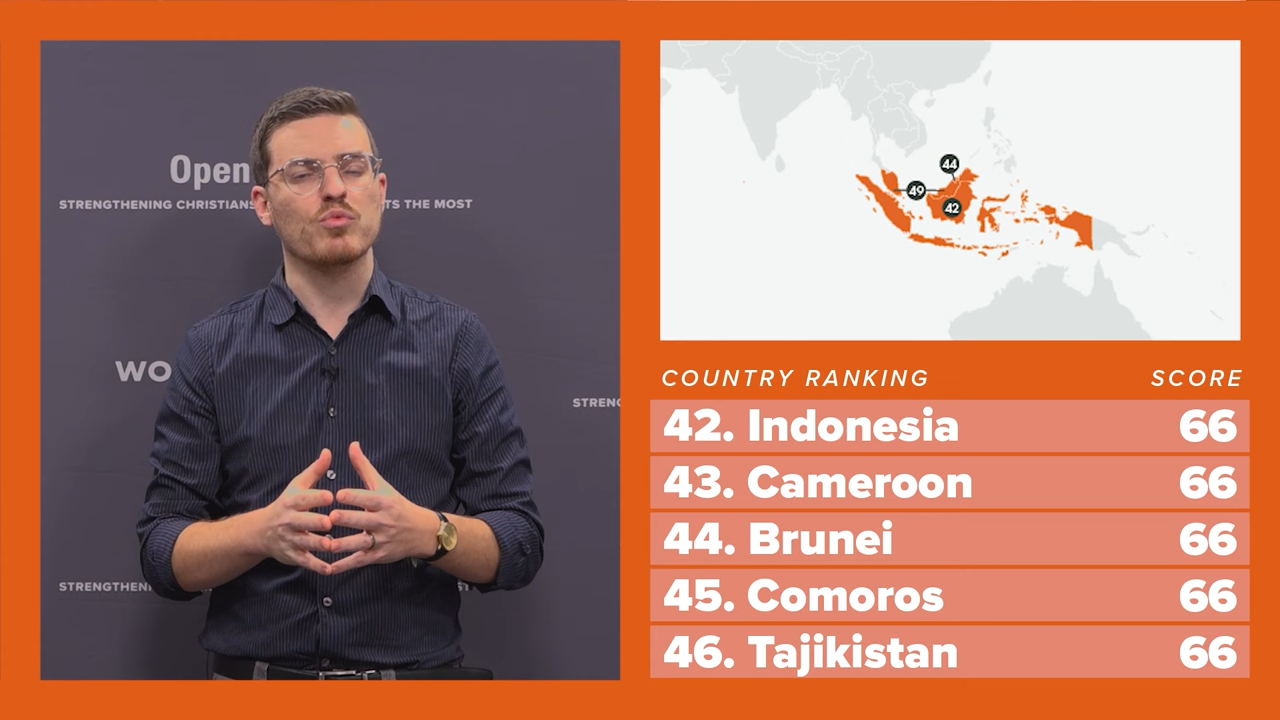 Open
STRENGTHENING CHRISTIANS
TS THE MOST
WO
STRENG
STRENGTHENI
44
49
42
COUNTRY RANKING SCORE
42. Indonesia 66
43. Cameroon 66
44. Brunei 66
45. Comoros 66
46. Tajikistan 66